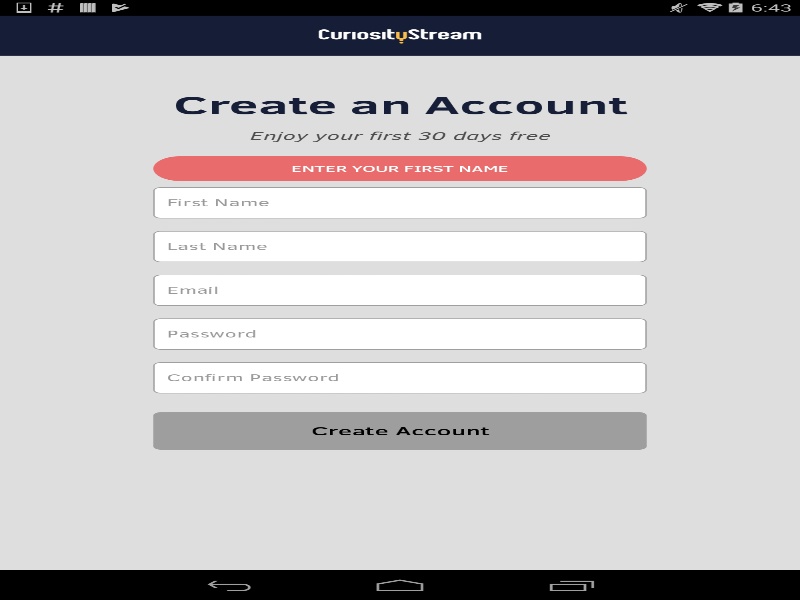 6:43
CuriosityStream
Create an Account
Enjoy your first 30 days free
ENTER YOUR FIRST NAME
First Name
Last Name
Email
Password
Confirm Password
Create Account